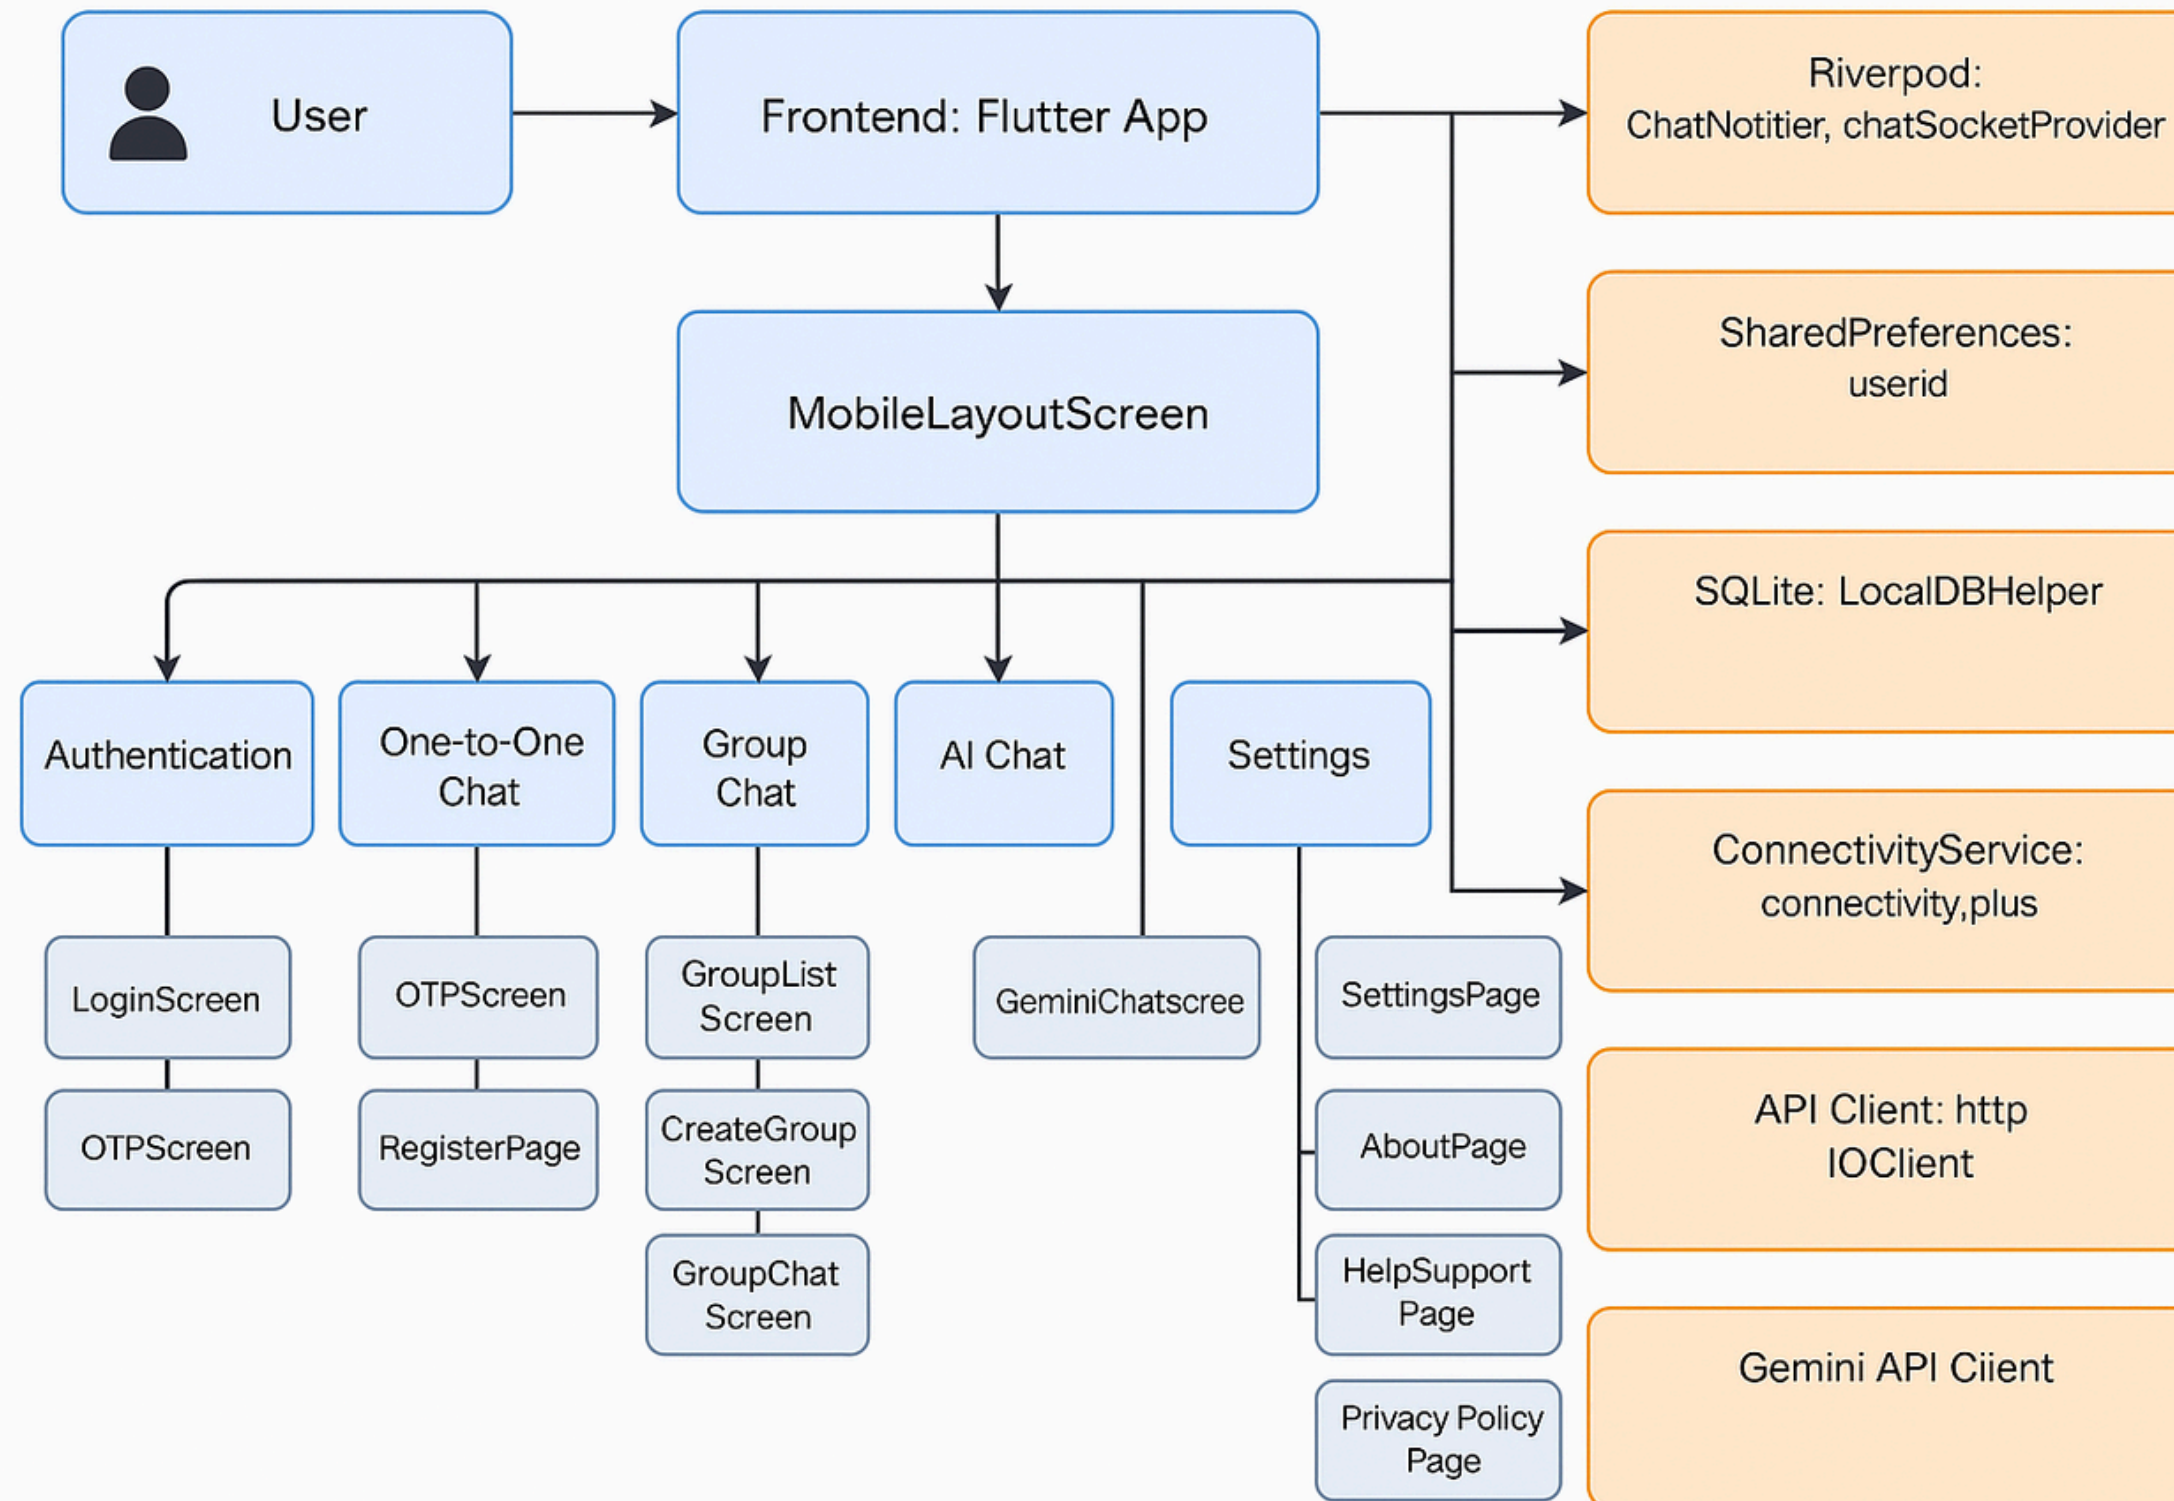 User
Frontend: Flutter App
Riverpod:
ChatNotitier, chatSocketProvider
MobileLayoutScreen
SharedPreferences:
userid
SQLite: LocalDBHelper
Authentication
One-to-One
Chat
Group
Chat
AI Chat
Settings
ConnectivityService:
connectivity,plus
LoginScreen
OTPScreen
OTPScreen
RegisterPage
GroupList
Screen
CreateGroup
Screen
GroupChat
Screen
GeminiChatscree
SettingsPage
AboutPage
HelpSupport
Page
Privacy Policy
Page
API Client: http
IOClient
Gemini API Ciient